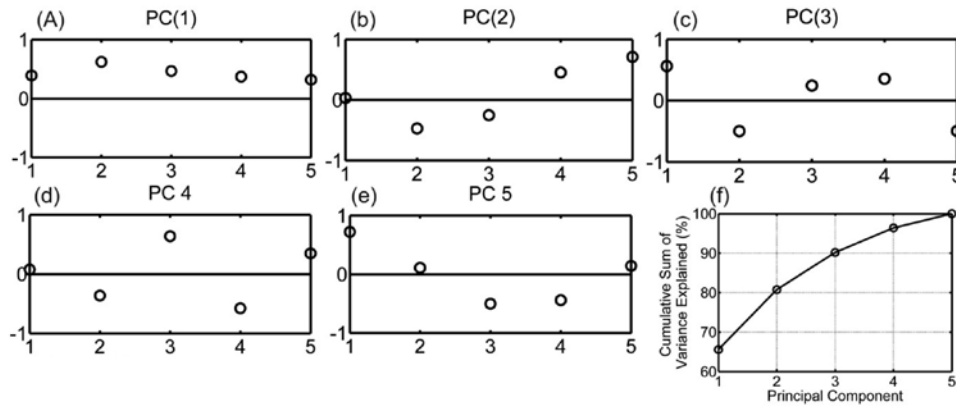 (A) PC(1)
1
0
-1
1 2 3 4 5
(b) PC(2)
1
0
-1
1 2 3 4 5
(c) PC(3)
1
0
-1
1 2 3 4 5
(d) PC 4
1
0
-1
1 2 3 4 5
(e) PC 5
1
0
-1
1 2 3 4 5
(f)
Cumulative Sum of
Variance Explained (%)
100
90
80
70
60
1 2 3 4 5
Principal Component